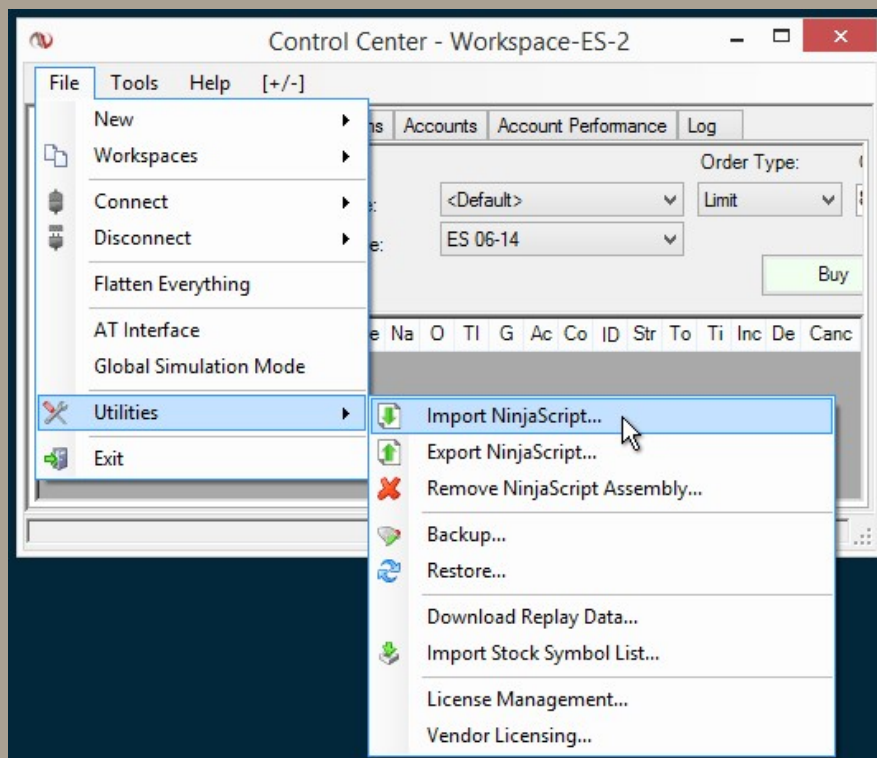 Control Center - Workspace-ES-2
File Tools Help [+/-]
New
Workspaces
Connect
Disconnect
Flatten Everything
AT Interface
Global Simulation Mode
Utilities
Exit
Accounts Account Performance Log
Order Type:
<Default> Limit
ES 06-14
Buy
Na O TI G Ac Co ID Str To Ti Inc De Canc
Import NinjaScript...
Export NinjaScript...
Remove NinjaScript Assembly...
Backup...
Restore...
Download Replay Data...
Import Stock Symbol List...
License Management...
Vendor Licensing...